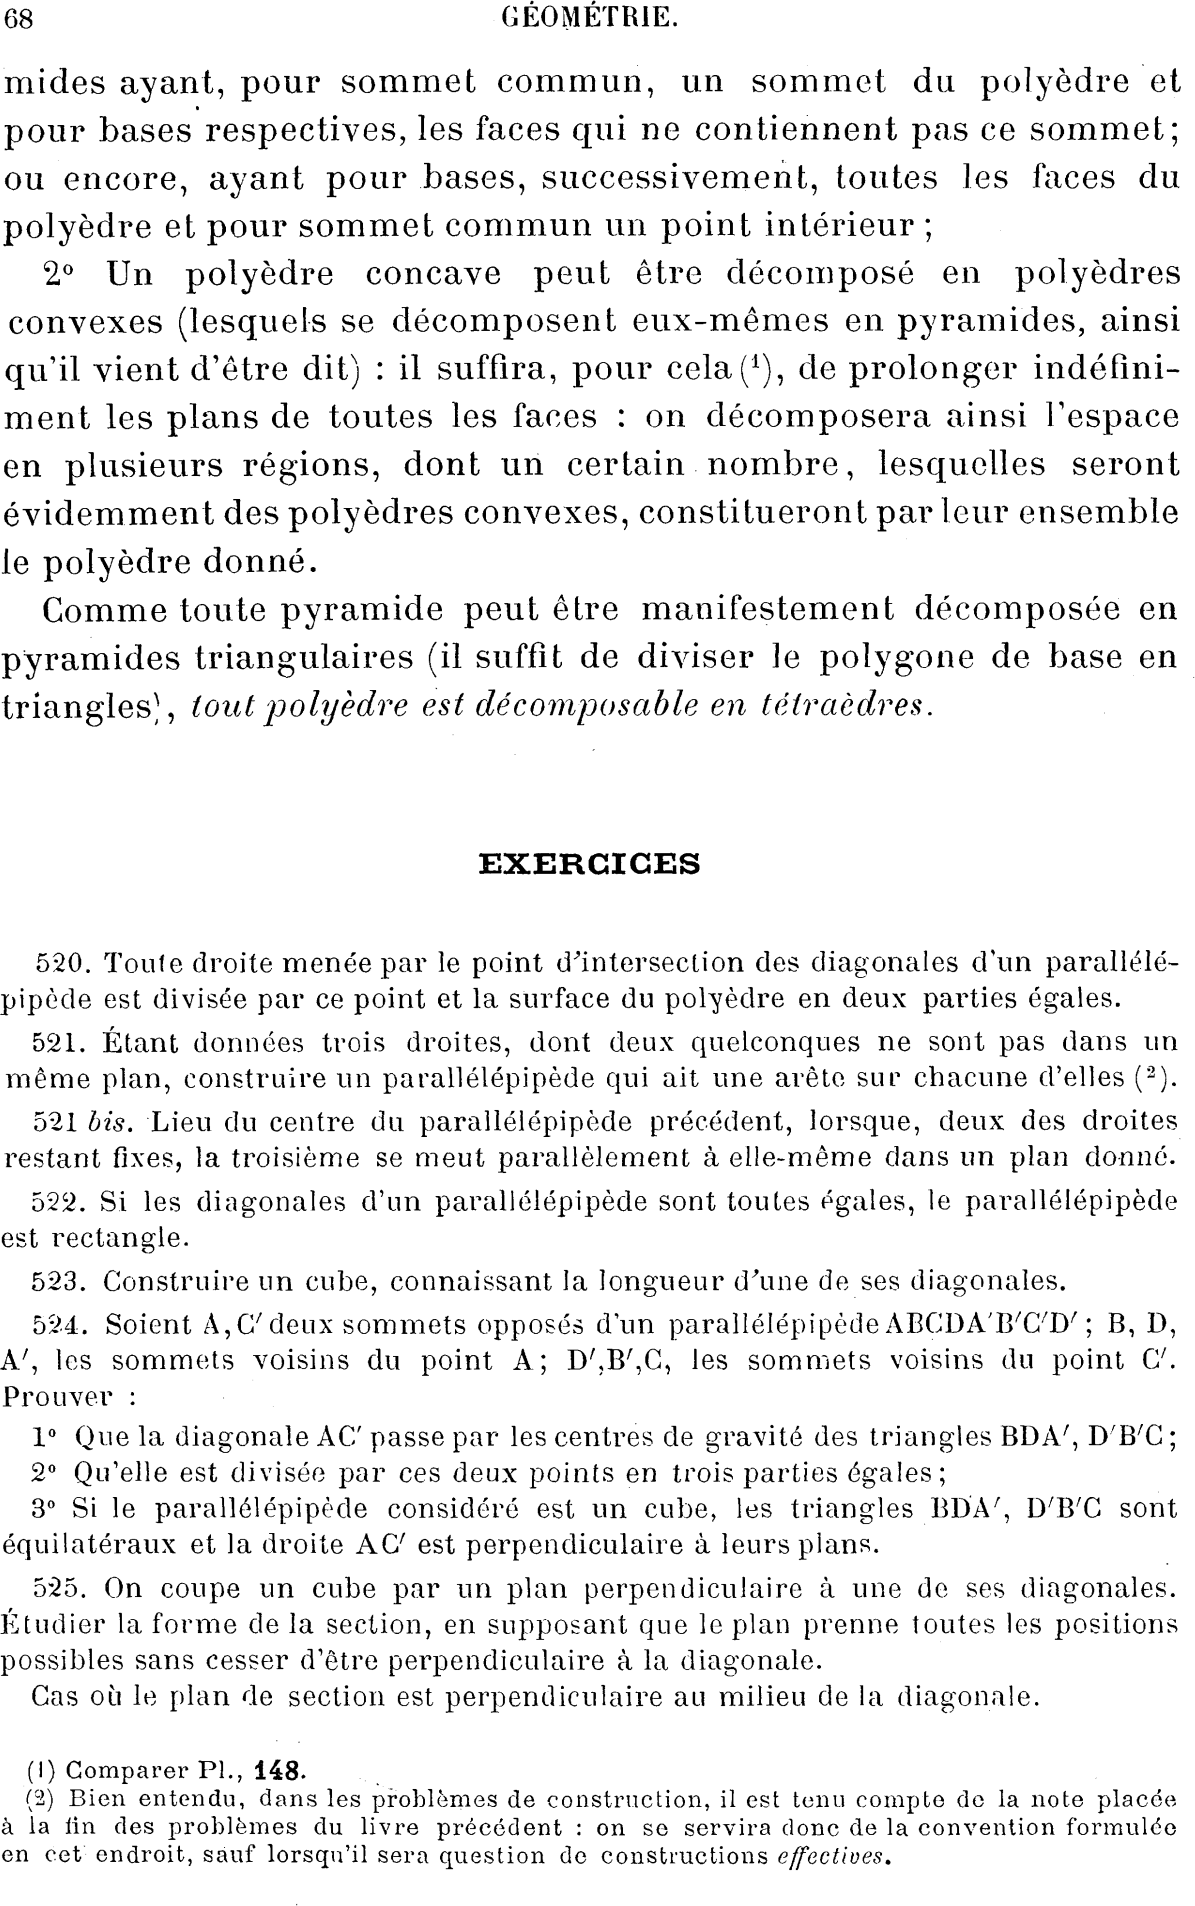 68 GÉOMÉTRIE.
mides ayant, pour sommet commun, un sommet du polyèdre et
pour bases respectives, les faces qui ne contiennent pas ce sommet;
ou encore, ayant pour bases, successivement, toutes les faces du
polyèdre et pour sommet commun un point intérieur ;
2° Un polyèdre concave peut être décomposé en polyèdres
convexes (lesquels se décomposent eux-mêmes en pyramides, ainsi
qu'il vient d'être dit) : il suffira, pour cela (¹), de prolonger indéfini-
ment les plans de toutes les faces : on décomposera ainsi l'espace
en plusieurs régions, dont un certain nombre, lesquelles seront
évidemment des polyèdres convexes, constitueront par leur ensemble
le polyèdre donné.
Comme toute pyramide peut être manifestement décomposée en
pyramides triangulaires (il suffit de diviser le polygone de base en
triangles), tout polyèdre est décomposable en tétraèdres.
EXERCICES
520. Toute droite menée par le point d'intersection des diagonales d'un parallélé-
pipède est divisée par ce point et la surface du polyèdre en deux parties égales.
521. Étant données trois droites, dont deux quelconques ne sont pas dans un
même plan, construire un parallélépipède qui ait une arête sur chacune d'elles (²).
521 bis. Lieu du centre du parallélépipède précédent, lorsque, deux des droites
restant fixes, la troisième se meut parallèlement à elle-même dans un plan donné.
522. Si les diagonales d'un parallélépipède sont toutes égales, le parallélépipède
est rectangle.
523. Construire un cube, connaissant la longueur d'une de ses diagonales.
524. Soient A, C' deux sommets opposés d'un parallélépipède ABCDA'B'C'D' ; B, D,
A', les sommets voisins du point A ; D',B',C, les sommets voisins du point C'.
Prouver :
1° Que la diagonale AC' passe par les centres de gravité des triangles BDA', D'B'C ;
2° Qu'elle est divisée par ces deux points en trois parties égales ;
3° Si le parallélépipède considéré est un cube, les triangles BDA', D'B'C sont
équilatéraux et la droite AC' est perpendiculaire à leurs plans.
525. On coupe un cube par un plan perpendiculaire à une de ses diagonales.
Étudier la forme de la section, en supposant que le plan prenne toutes les positions
possibles sans cesser d'être perpendiculaire à la diagonale.
Cas où le plan de section est perpendiculaire au milieu de la diagonale.
(1) Comparer Pl., 148.
(2) Bien entendu, dans les problèmes de construction, il est tenu compte de la note placée
à la fin des problèmes du livre précédent : on se servira donc de la convention formulée
en cet endroit, sauf lorsqu'il sera question de constructions effectives.